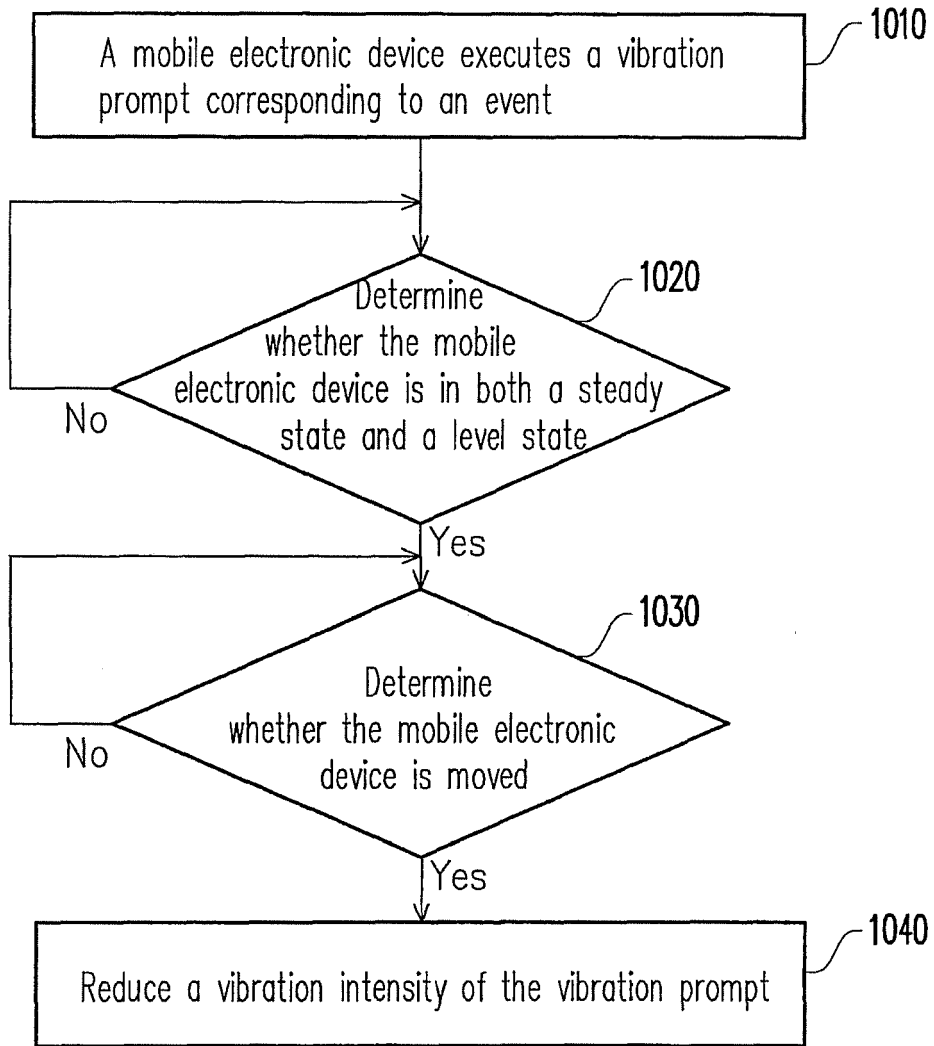 1010
A mobile electronic device executes a vibration
prompt corresponding to an event
1020
Determine
whether the mobile
electronic device is in both a steady
state and a level state
No
Yes
1030
Determine
whether the mobile electronic
device is moved
No
Yes
1040
Reduce a vibration intensity of the vibration prompt